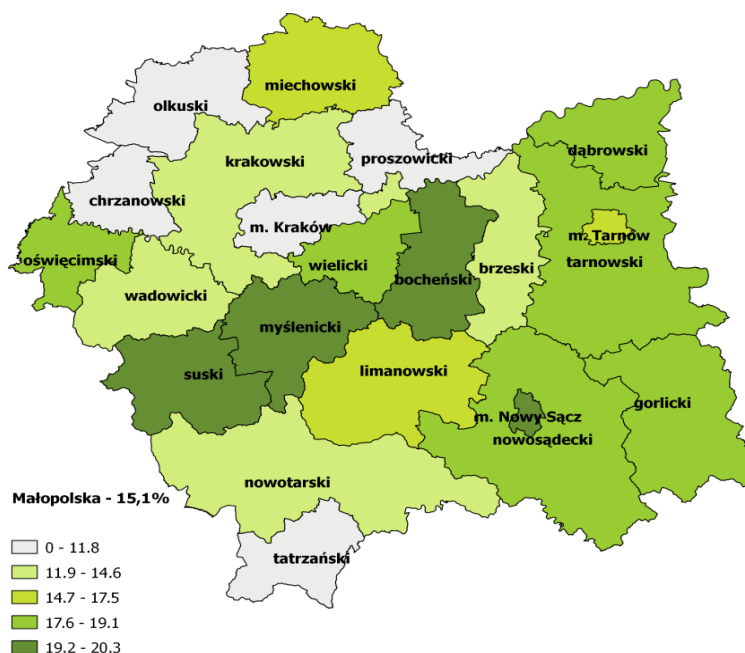 miechowski
olkuski
dąbrowski
krakowski
proszowicki
chrzanowski
m. Kraków
m. Tarnów
oświęcimski
wielicki
tarnowski
bocheński
brzeski
wadowicki
myślenicki
suski
limanowski
gorlicki
m. Nowy Sącz
nowosądecki
nowotarski
Małopolska - 15,1%
0 - 11.8
tatrzański
11.9 - 14.6
14.7 - 17.5
17.6 - 19.1
19.2 - 20.3